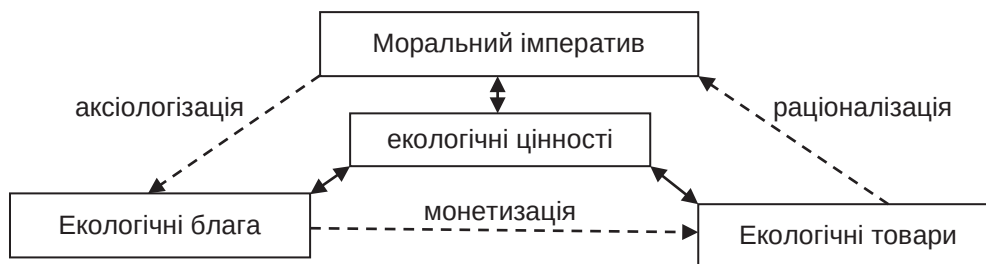 Моральний імператив
аксіологізація
раціоналізація
екологічні цінності
Екологічні блага
монетизація
Екологічні товари